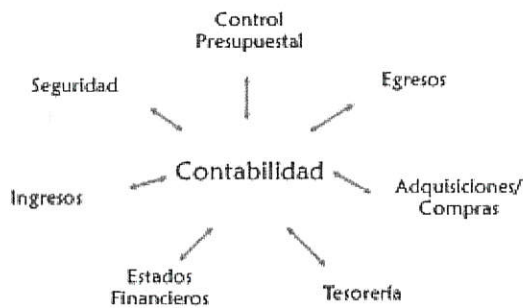 Control
Presupuestal
Seguridad
Egresos
Contabilidad
Ingresos
Adquisiciones/
Compras
Estados
Financieros
Tesorería